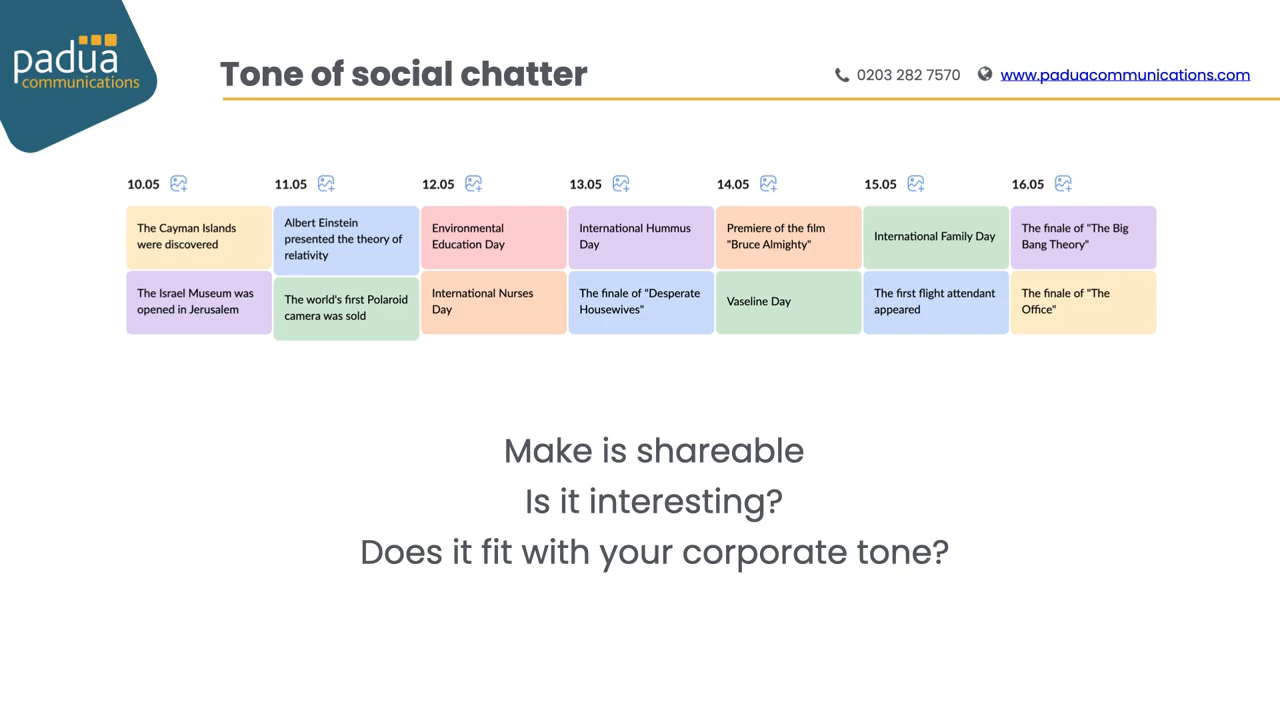 padua
communications
Tone of social chatter
0203 282 7570
www.paduacommunications.com
10.05
11.05
12.05
13.05
14.05
15.05
16.05
The Cayman Islands
were discovered
Albert Einstein
presented the theory of
relativity
Environmental
Education Day
International Hummus
Day
Premiere of the film
"Bruce Almighty"
International Family Day
The finale of "The Big
Bang Theory"
The Israel Museum was
opened in Jerusalem
The world's first Polaroid
camera was sold
International Nurses
Day
The finale of "Desperate
Housewives"
Vaseline Day
The first flight attendant
appeared
The finale of "The
Office"
Make is shareable
Is it interesting?
Does it fit with your corporate tone?